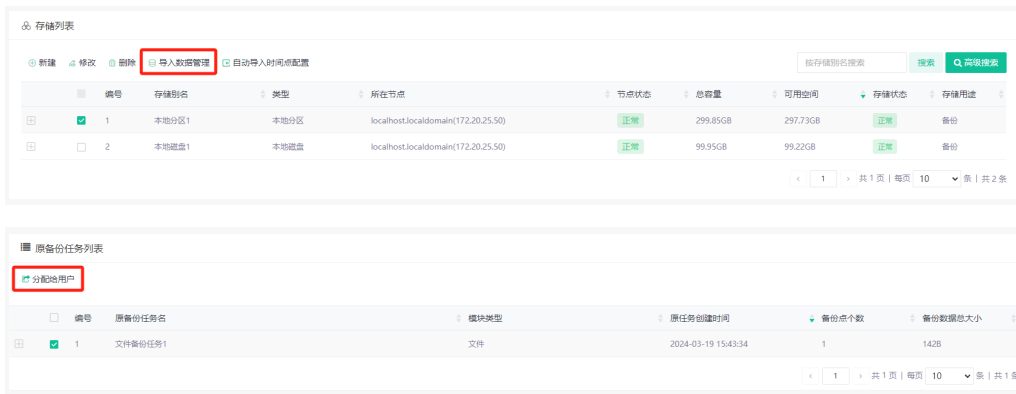 存储列表
新建 修改 删除 导入数据管理 自动导入时间点配置 按存储别名搜索 搜索 高级搜索
编号 存储别名 类型 所在节点 节点状态 总容量 可用空间 存储状态 存储用途
1 本地分区1 本地分区 localhost.localdomain(172.20.25.50) 正常 299.85GB 297.73GB 正常 备份
2 本地磁盘1 本地磁盘 localhost.localdomain(172.20.25.50) 正常 99.95GB 99.22GB 正常 备份
1 共 1 页 | 每页 10 条 | 共 2 条
原备份任务列表
分配给用户
编号 原备份任务名 模块类型 原任务创建时间 备份点个数 备份数据总大小
1 文件备份任务1 文件 2024-03-19 15:43:34 1 142B
1 共 1 页 | 每页 10 条 | 共 1 条